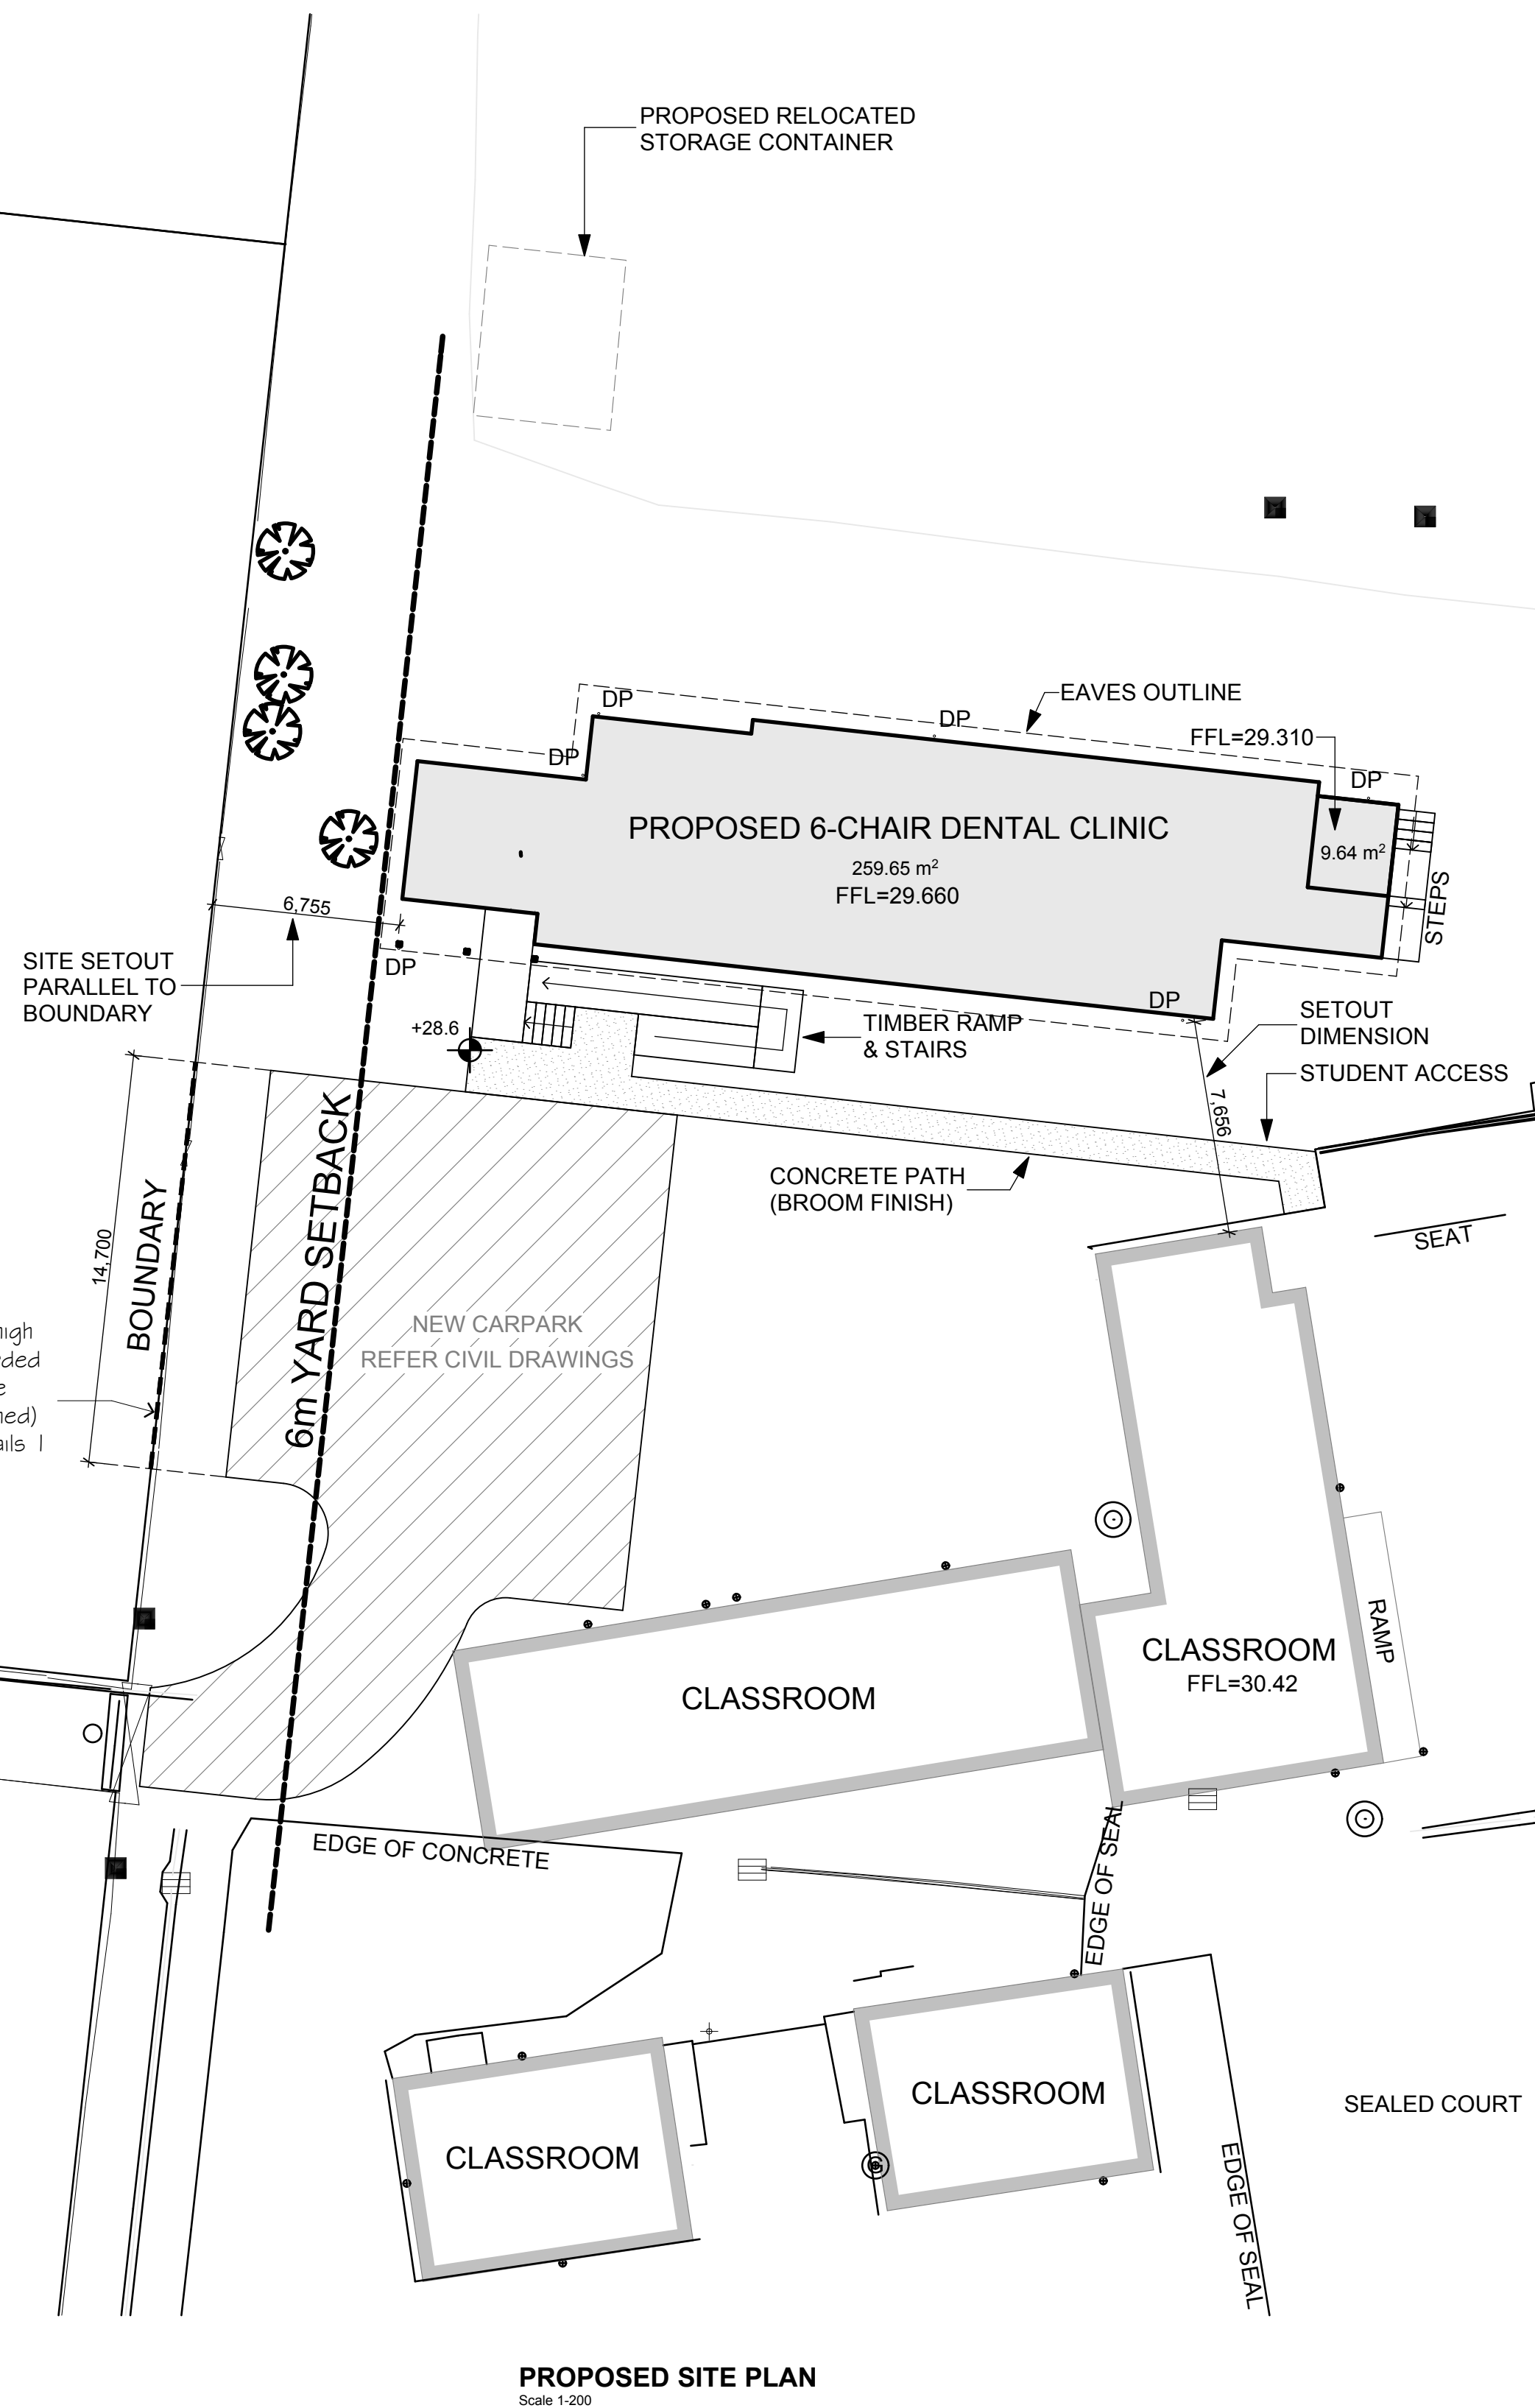 PROPOSED RELOCATED
STORAGE CONTAINER
DP
EAVES OUTLINE
DP
FFL=29.310
DP
DP
PROPOSED 6-CHAIR DENTAL CLINIC
259.65 m²
FFL=29.660
9.64 m²
STEPS
6,755
SITE SETOUT
PARALLEL TO
BOUNDARY
DP
DP
+28.6
TIMBER RAMP
& STAIRS
SETOUT
DIMENSION
STUDENT ACCESS
7,656
CONCRETE PATH
(BROOM FINISH)
SEAT
14,700
BOUNDARY
6m YARD SETBACK
NEW CARPARK
REFER CIVIL DRAWINGS
CLASSROOM
FFL=30.42
RAMP
CLASSROOM
EDGE OF CONCRETE
EDGE OF SEAL
CLASSROOM
CLASSROOM
SEALED COURT
EDGE OF SEAL
PROPOSED SITE PLAN
Scale 1-200